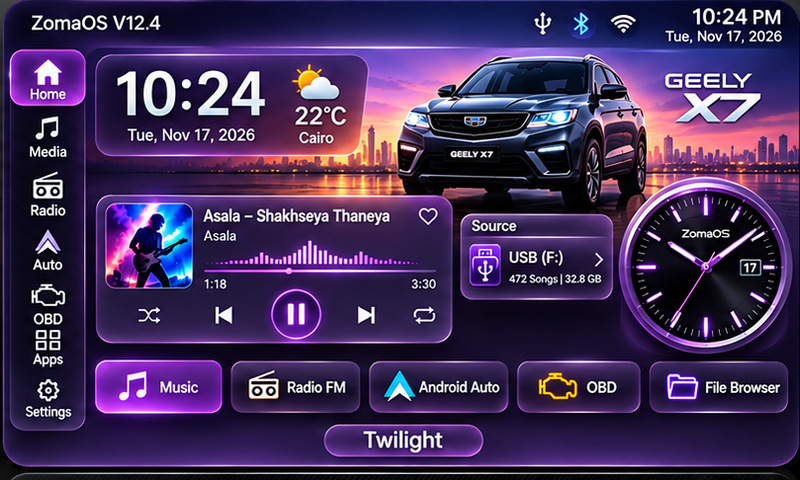 ZomaOS V12.4
10:24 PM
Tue, Nov 17, 2026
Home
Media
Radio
Auto
OBD
Apps
Settings
10:24
Tue, Nov 17, 2026
22°C
Cairo
GEELY
X7
GEELY X7
Asala – Shakhseya Thaneya
Asala
1:18
3:30
Source
USB (F:)
472 Songs | 32.8 GB
ZomaOS
17
Music
Radio FM
Android Auto
OBD
File Browser
Twilight